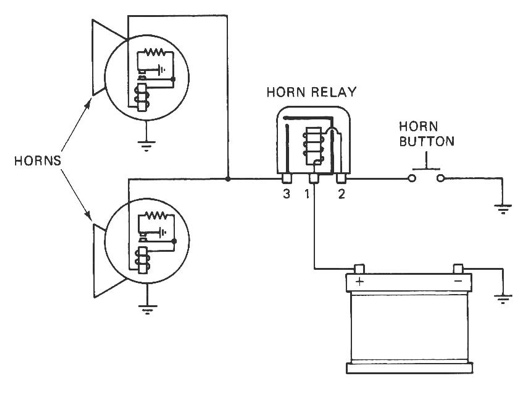 HORN RELAY
HORN
BUTTON
HORNS
3 1 2
+ −